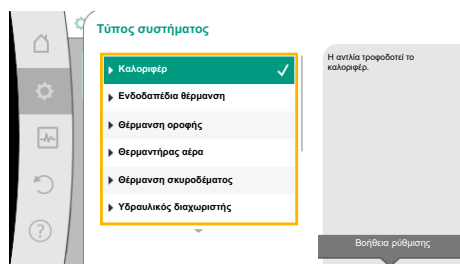 Τύπος συστήματος
Καλοριφέρ
Ενδοδαπέδια θέρμανση
Θέρμανση οροφής
Θερμαντήρας αέρα
Θέρμανση σκυροδέματος
Υδραυλικός διαχωριστής
Η αντλία τροφοδοτεί το
καλοριφέρ.
Βοήθεια ρύθμισης